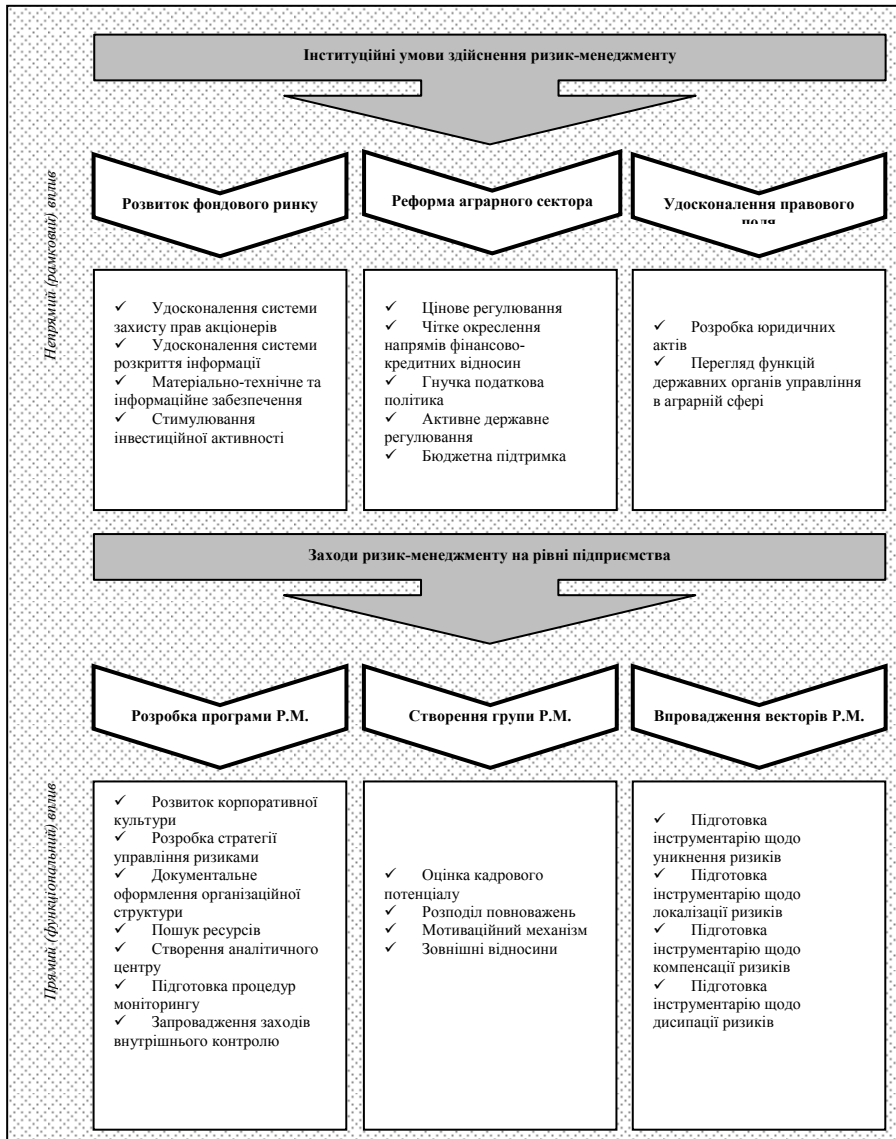 Інституційні умови здійснення ризик-менеджменту
Непрямий (рамковий) вплив
Розвиток фондового ринку
Реформа аграрного сектора
Удосконалення правового
поля
✓ Удосконалення системи
захисту прав акціонерів
✓ Удосконалення системи
розкриття інформації
✓ Матеріально-технічне та
інформаційне забезпечення
✓ Стимулювання
інвестиційної активності
✓ Цінове регулювання
✓ Чітке окреслення
напрямів фінансово-
кредитних відносин
✓ Гнучка податкова
політика
✓ Активне державне
регулювання
✓ Бюджетна підтримка
✓ Розробка юридичних
актів
✓ Перегляд функцій
державних органів управління
в аграрній сфері
Заходи ризик-менеджменту на рівні підприємства
Прямий (функціональний) вплив
Розробка програми Р.М.
Створення групи Р.М.
Впровадження векторів Р.М.
✓ Розвиток корпоративної
культури
✓ Розробка стратегії
управління ризиками
✓ Документальне
оформлення організаційної
структури
✓ Пошук ресурсів
✓ Створення аналітичного
центру
✓ Підготовка процедур
моніторингу
✓ Запровадження заходів
внутрішнього контролю
✓ Оцінка кадрового
потенціалу
✓ Розподіл повноважень
✓ Мотиваційний механізм
✓ Зовнішні відносини
✓ Підготовка
інструментарію щодо
уникнення ризиків
✓ Підготовка
інструментарію щодо
локалізації ризиків
✓ Підготовка
інструментарію щодо
компенсації ризиків
✓ Підготовка
інструментарію щодо
дисипації ризиків